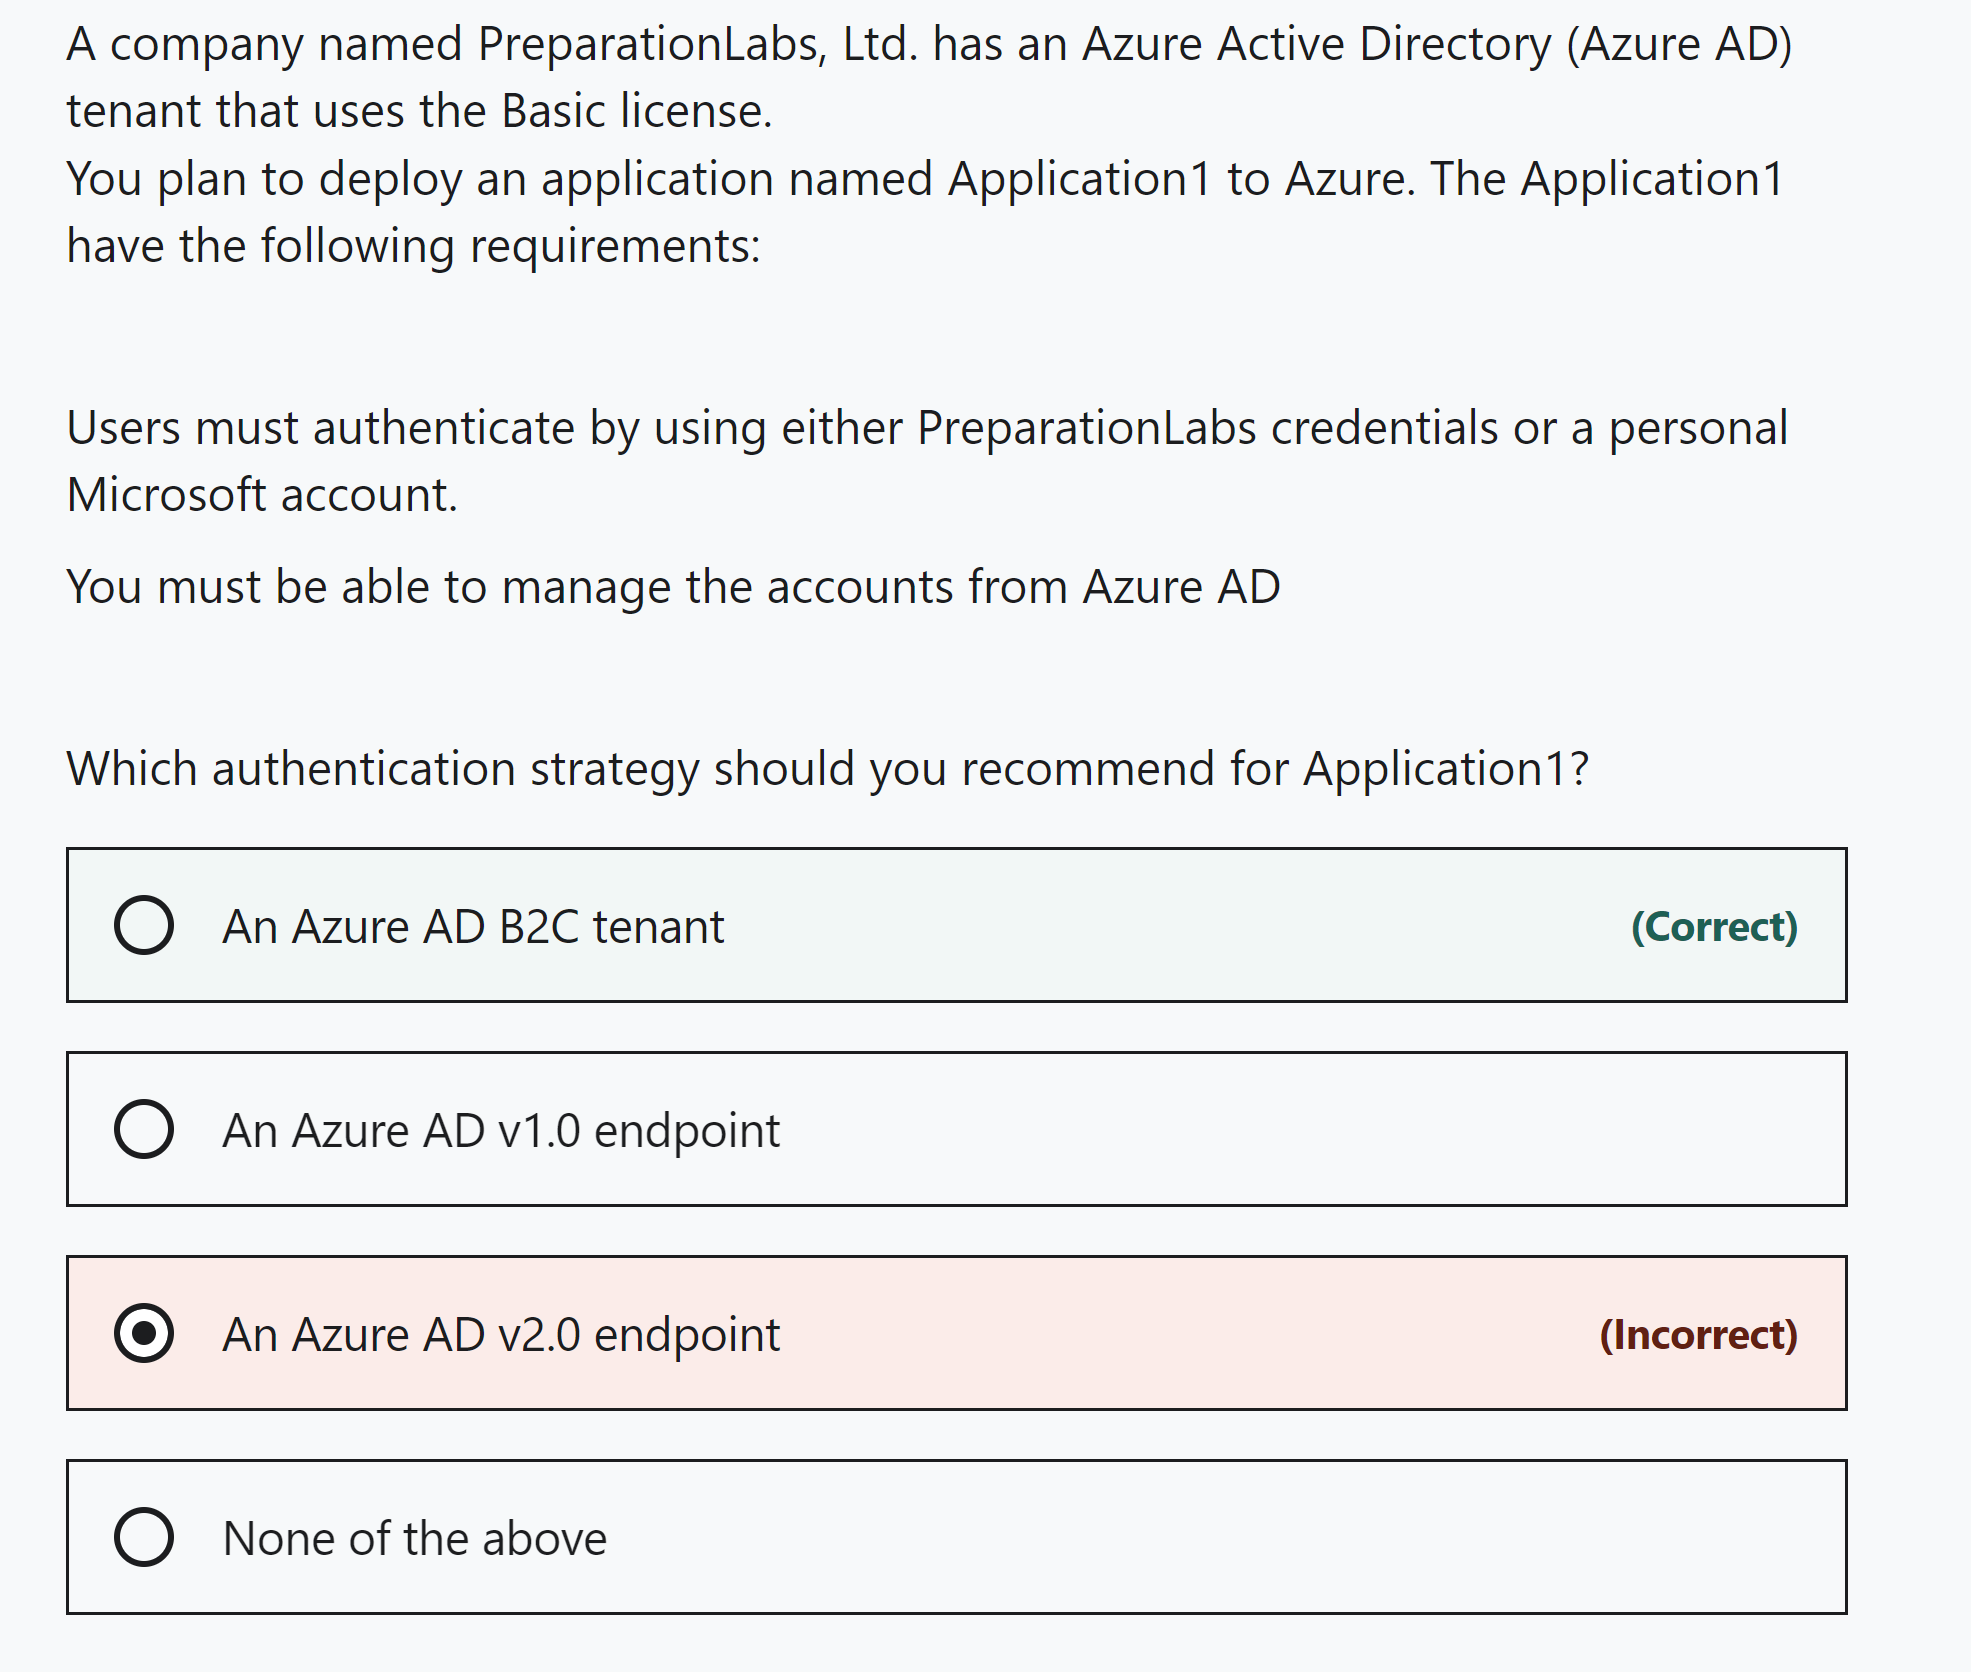 A company named PreparationLabs, Ltd. has an Azure Active Directory (Azure AD)
tenant that uses the Basic license.
You plan to deploy an application named Application1 to Azure. The Application1
have the following requirements:
Users must authenticate by using either PreparationLabs credentials or a personal
Microsoft account.
You must be able to manage the accounts from Azure AD
Which authentication strategy should you recommend for Application1?
An Azure AD B2C tenant (Correct)
An Azure AD v1.0 endpoint
An Azure AD v2.0 endpoint (Incorrect)
None of the above